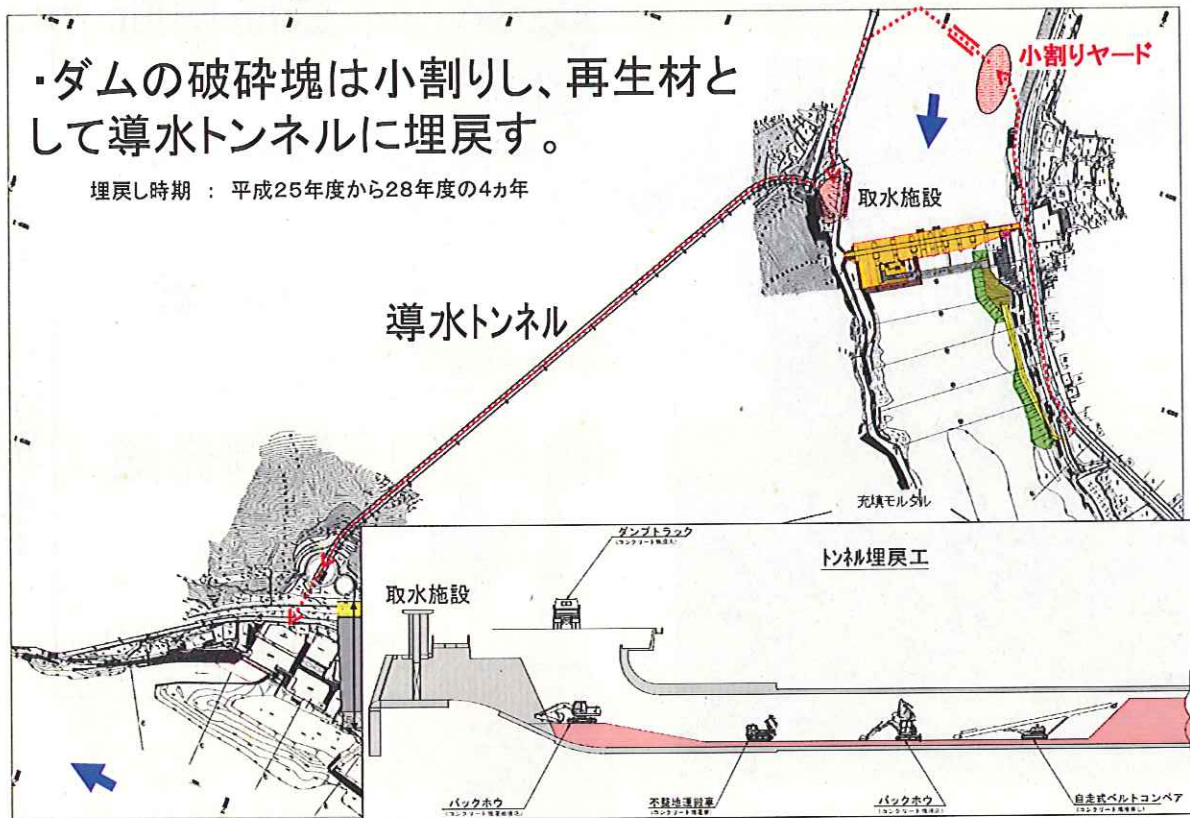 ・ダムの破砕塊は小割りし、再生材と
して導水トンネルに埋戻す。
埋戻し時期 : 平成25年度から28年度の4ヵ年
小割りヤード
取水施設
導水トンネル
充填モルタル
ダンプトラック
トンネル埋戻工
取水施設
バックホウ
不整地運搬車
バックホウ
自走式ベルトコンベア